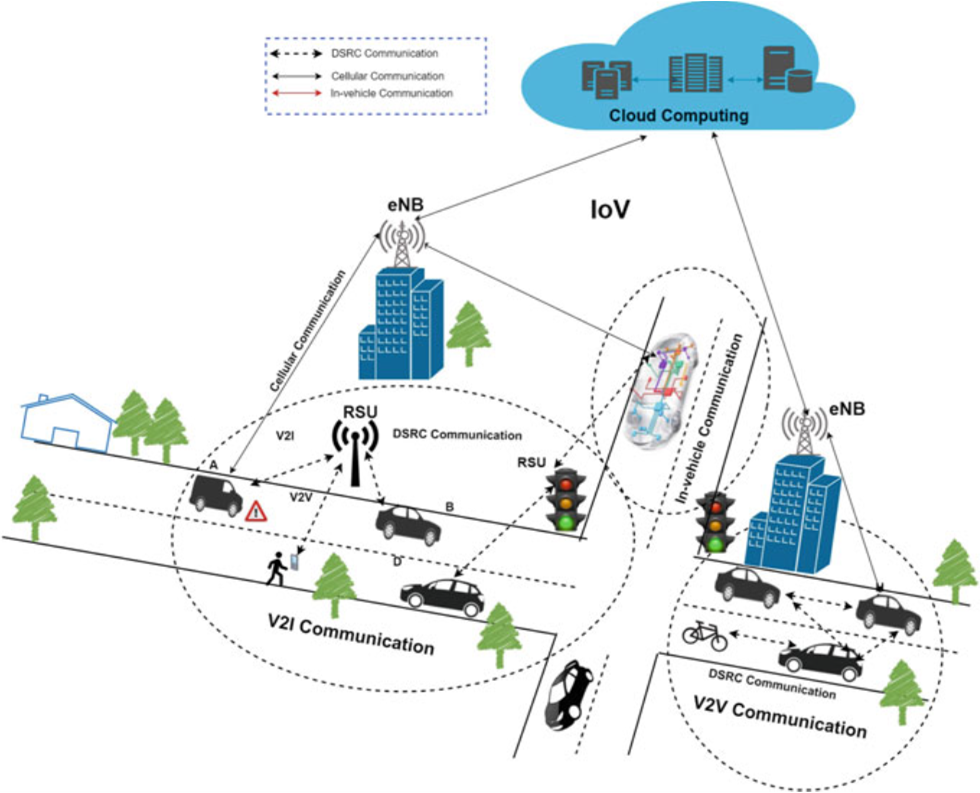 DSRC Communication
Cellular Communication
In-vehicle Communication
Cloud Computing
eNB
IoV
Cellular Communication
RSU
V2I
DSRC Communication
In-vehicle Communication
eNB
RSU
A
V2V
B
D
V2I Communication
DSRC Communication
V2V Communication